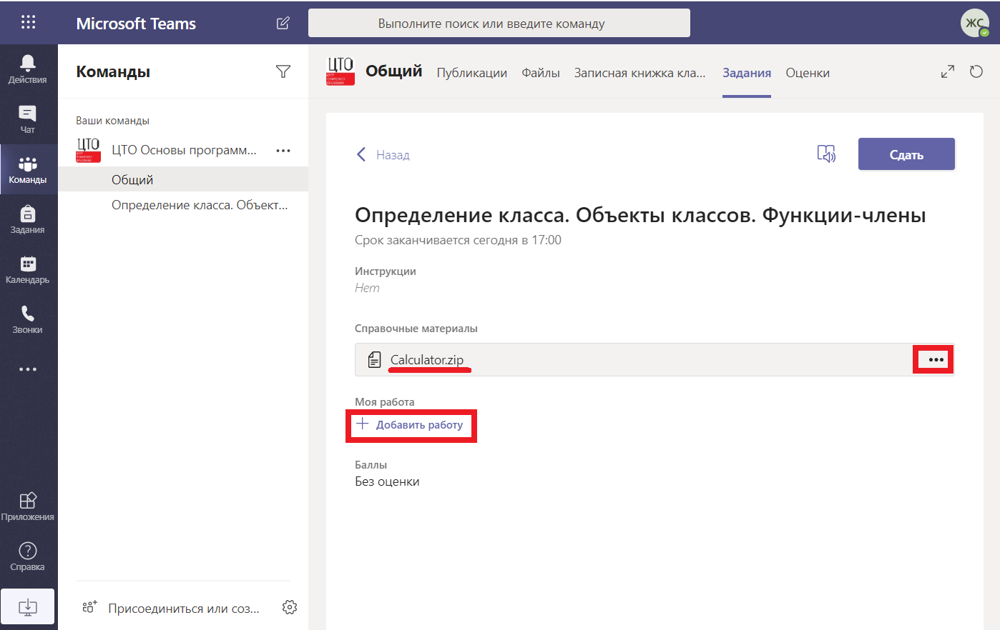 Microsoft Teams
Выполните поиск или введите команду
ЖС
Действия
Чат
Команды
Задания
Календарь
Звонки
Приложения
Справка
Команды
Ваши команды
ЦТО
ЦТО Основы программ...
Общий
Определение класса. Объект...
Присоединиться или соз...
ЦТО
Общий
Публикации
Файлы
Записная книжка кла...
Задания
Оценки
Назад
Сдать
Определение класса. Объекты классов. Функции-члены
Срок заканчивается сегодня в 17:00
Инструкции
Нет
Справочные материалы
Calculator.zip
Моя работа
Добавить работу
Баллы
Без оценки